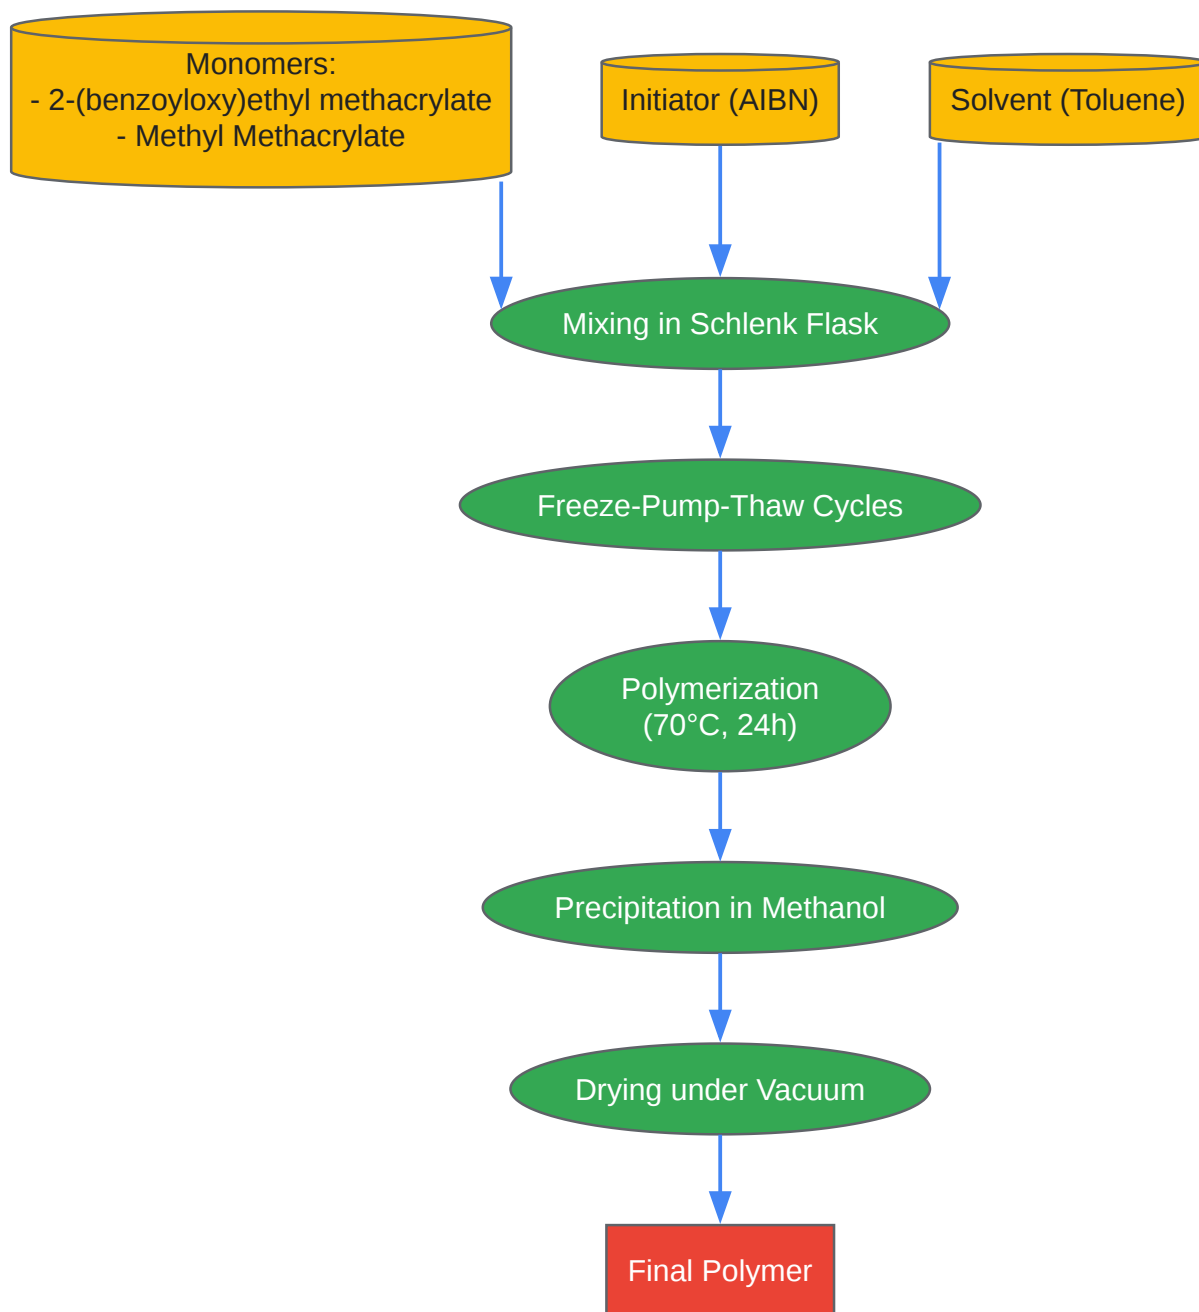 Monomers:
- 2-(benzoyloxy)ethyl methacrylate
- Methyl Methacrylate
Initiator (AIBN)
Solvent (Toluene)
Mixing in Schlenk Flask
Freeze-Pump-Thaw Cycles
Polymerization
(70°C, 24h)
Precipitation in Methanol
Drying under Vacuum
Final Polymer